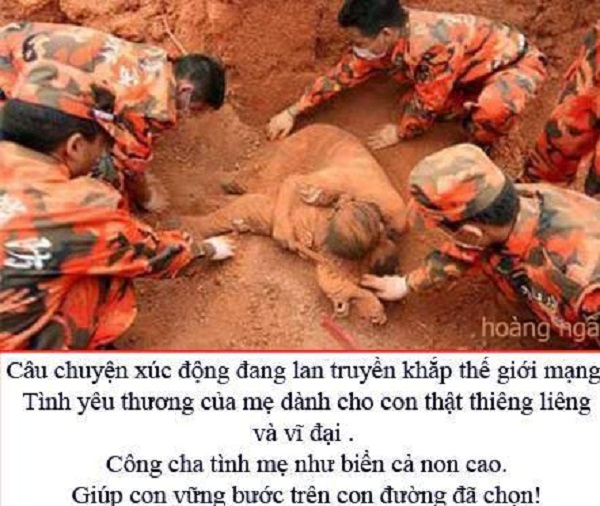 hoàng ngâ
Câu chuyện xúc động đang lan truyền khắp thế giới mạng
Tình yêu thương của mẹ dành cho con thật thiêng liêng
và vĩ đại .
Công cha tình mẹ như biển cả non cao.
Giúp con vững bước trên con đường đã chọn!